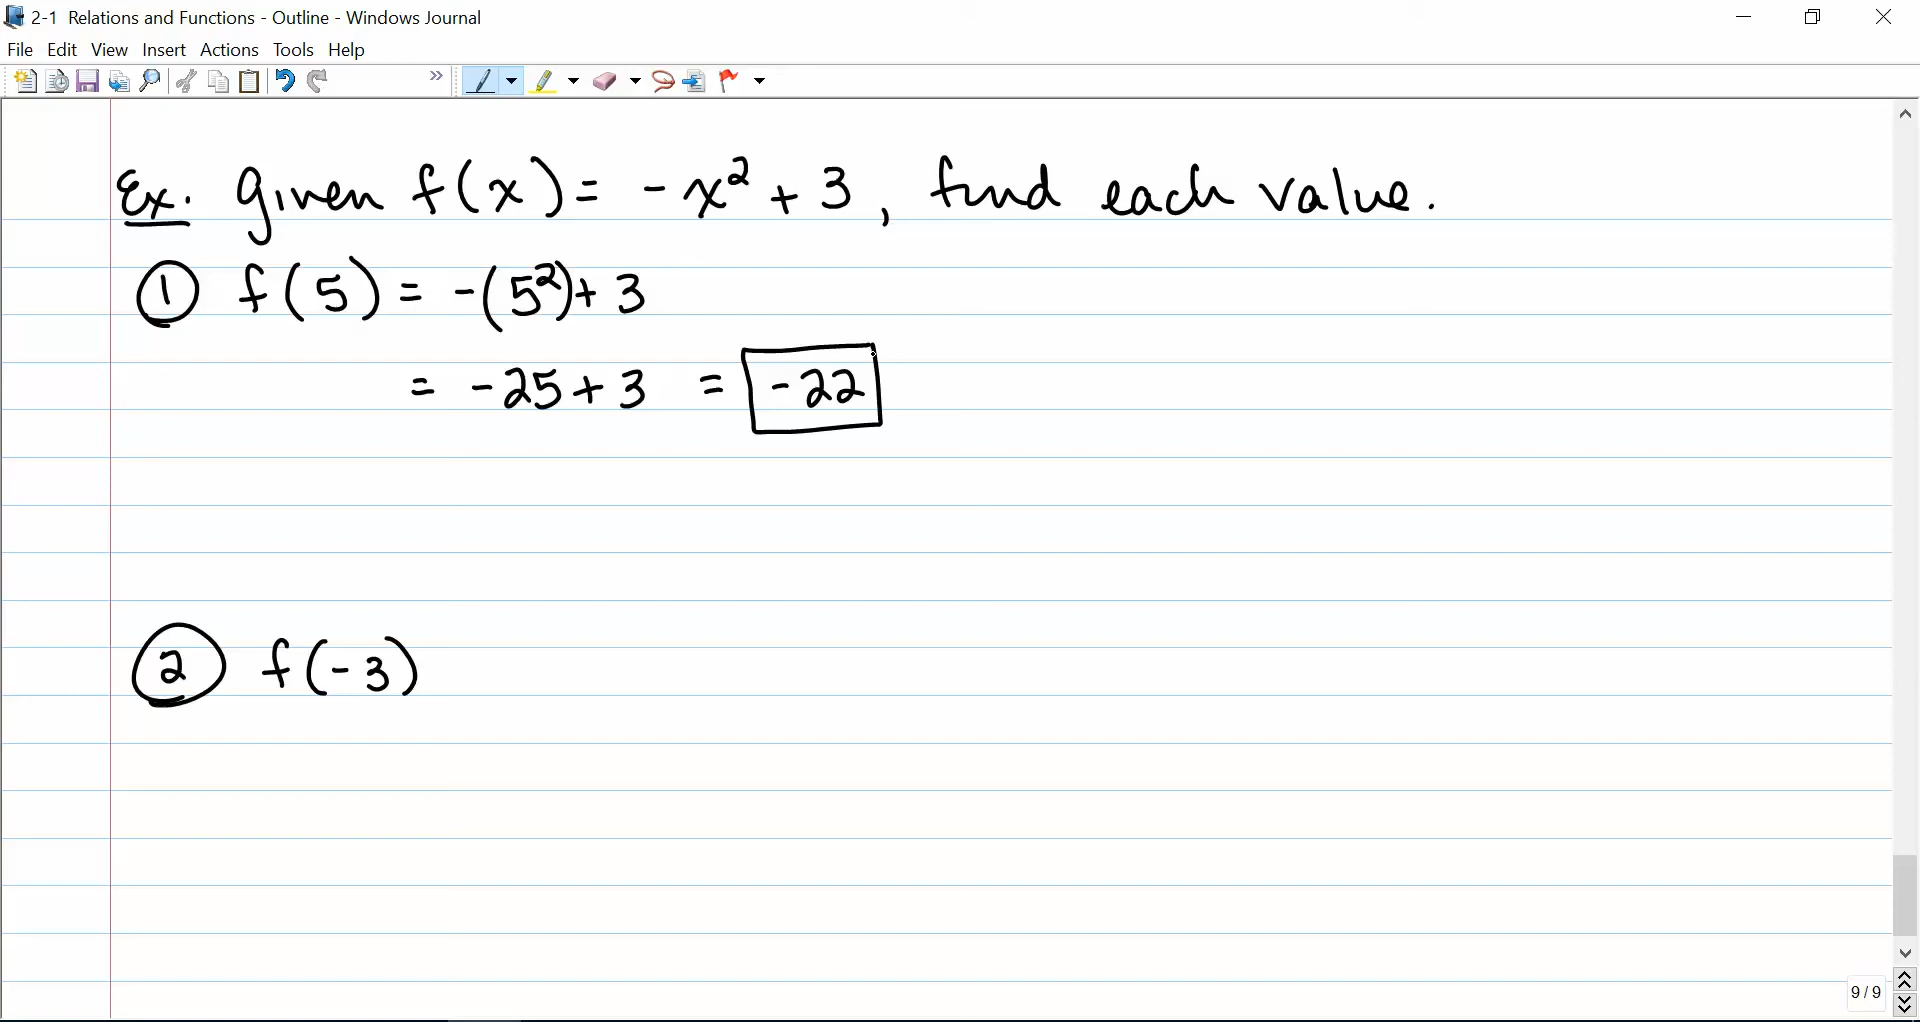 2-1 Relations and Functions - Outline - Windows Journal
File Edit View Insert Actions Tools Help
Ex. Given f(x) = -x² + 3, find each value.
① f(5) = -(5²) + 3
= -25 + 3 = -22
② f(-3)
9 / 9